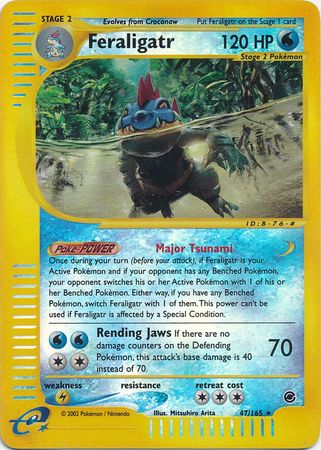 STAGE 2
Evolves from Croconaw
Put Feraligatr on the Stage 1 card
Feraligatr
120 HP
Stage 2 Pokémon
ID:B-76-#
Poké-POWER
Major Tsunami
Once during your turn (before your attack), if Feraligatr is your
Active Pokémon and if your opponent has any Benched Pokémon,
your opponent switches his or her Active Pokémon with 1 of his or
her Benched Pokémon. Either way, if you have any Benched
Pokémon, switch Feraligatr with 1 of them. This power can't be
used if Feraligatr is affected by a Special Condition.
Rending Jaws If there are no
damage counters on the Defending
Pokémon, this attack's base damage is 40
instead of 70.
70
weakness
resistance
retreat cost
e
© 2002 Pokémon / Nintendo
Illus. Mitsuhiro Arita
47/165 ★